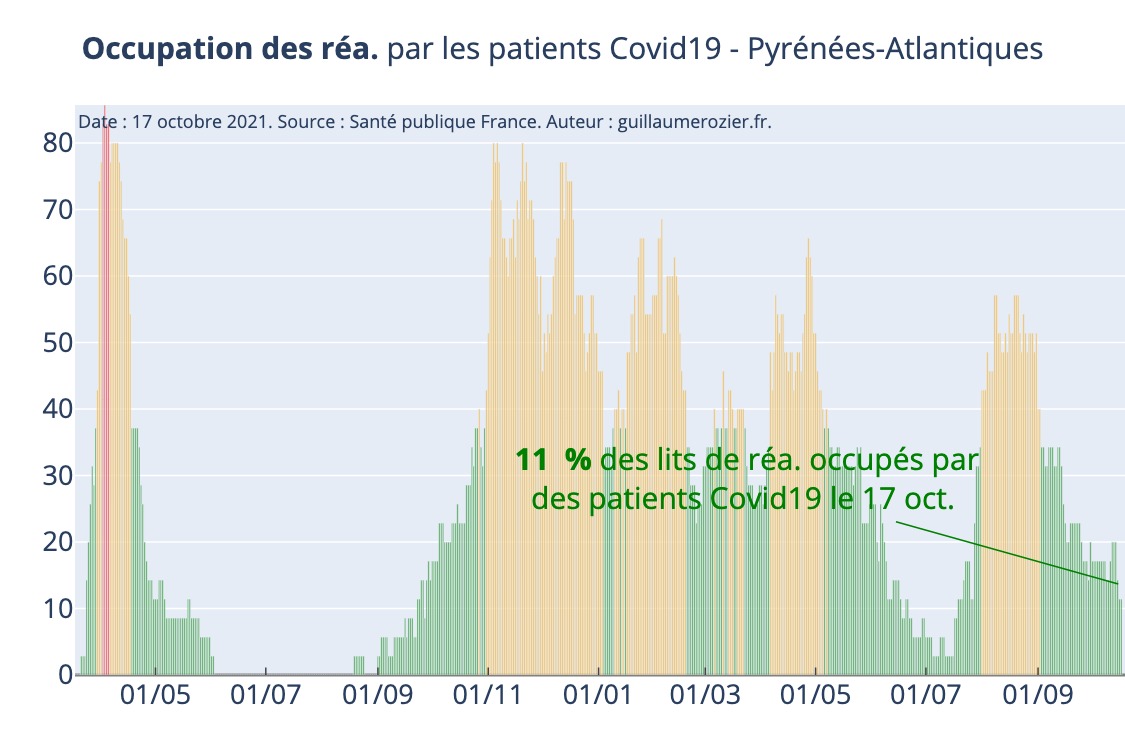 Occupation des réa. par les patients Covid19 - Pyrénées-Atlantiques
Date : 17 octobre 2021. Source : Santé publique France. Auteur : guillaumerozier.fr.
80
70
60
50
40
11 % des lits de réa. occupés par
30
des patients Covid19 le 17 oct.
20
10
0
01/05 01/07 01/09 01/11 01/01 01/03 01/05 01/07 01/09